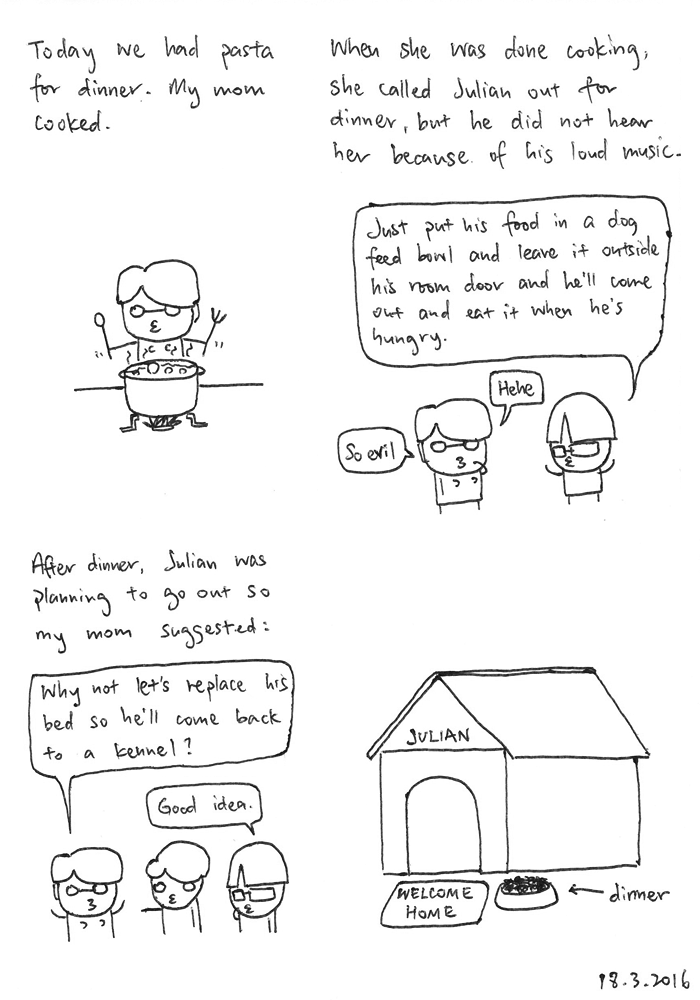 Today we had pasta
for dinner. My mom
cooked.
When she was done cooking,
she called Julian out for
dinner, but he did not hear
her because of his loud music.
Just put his food in a dog
feed bowl and leave it outside
his room door and he'll come
out and eat it when he's
hungry.
Hehe
So evil
After dinner, Julian was
planning to go out so
my mom suggested:
Why not let's replace his
bed so he'll come back
to a kennel?
Good idea.
JULIAN
WELCOME
HOME
dinner
18.3.2016